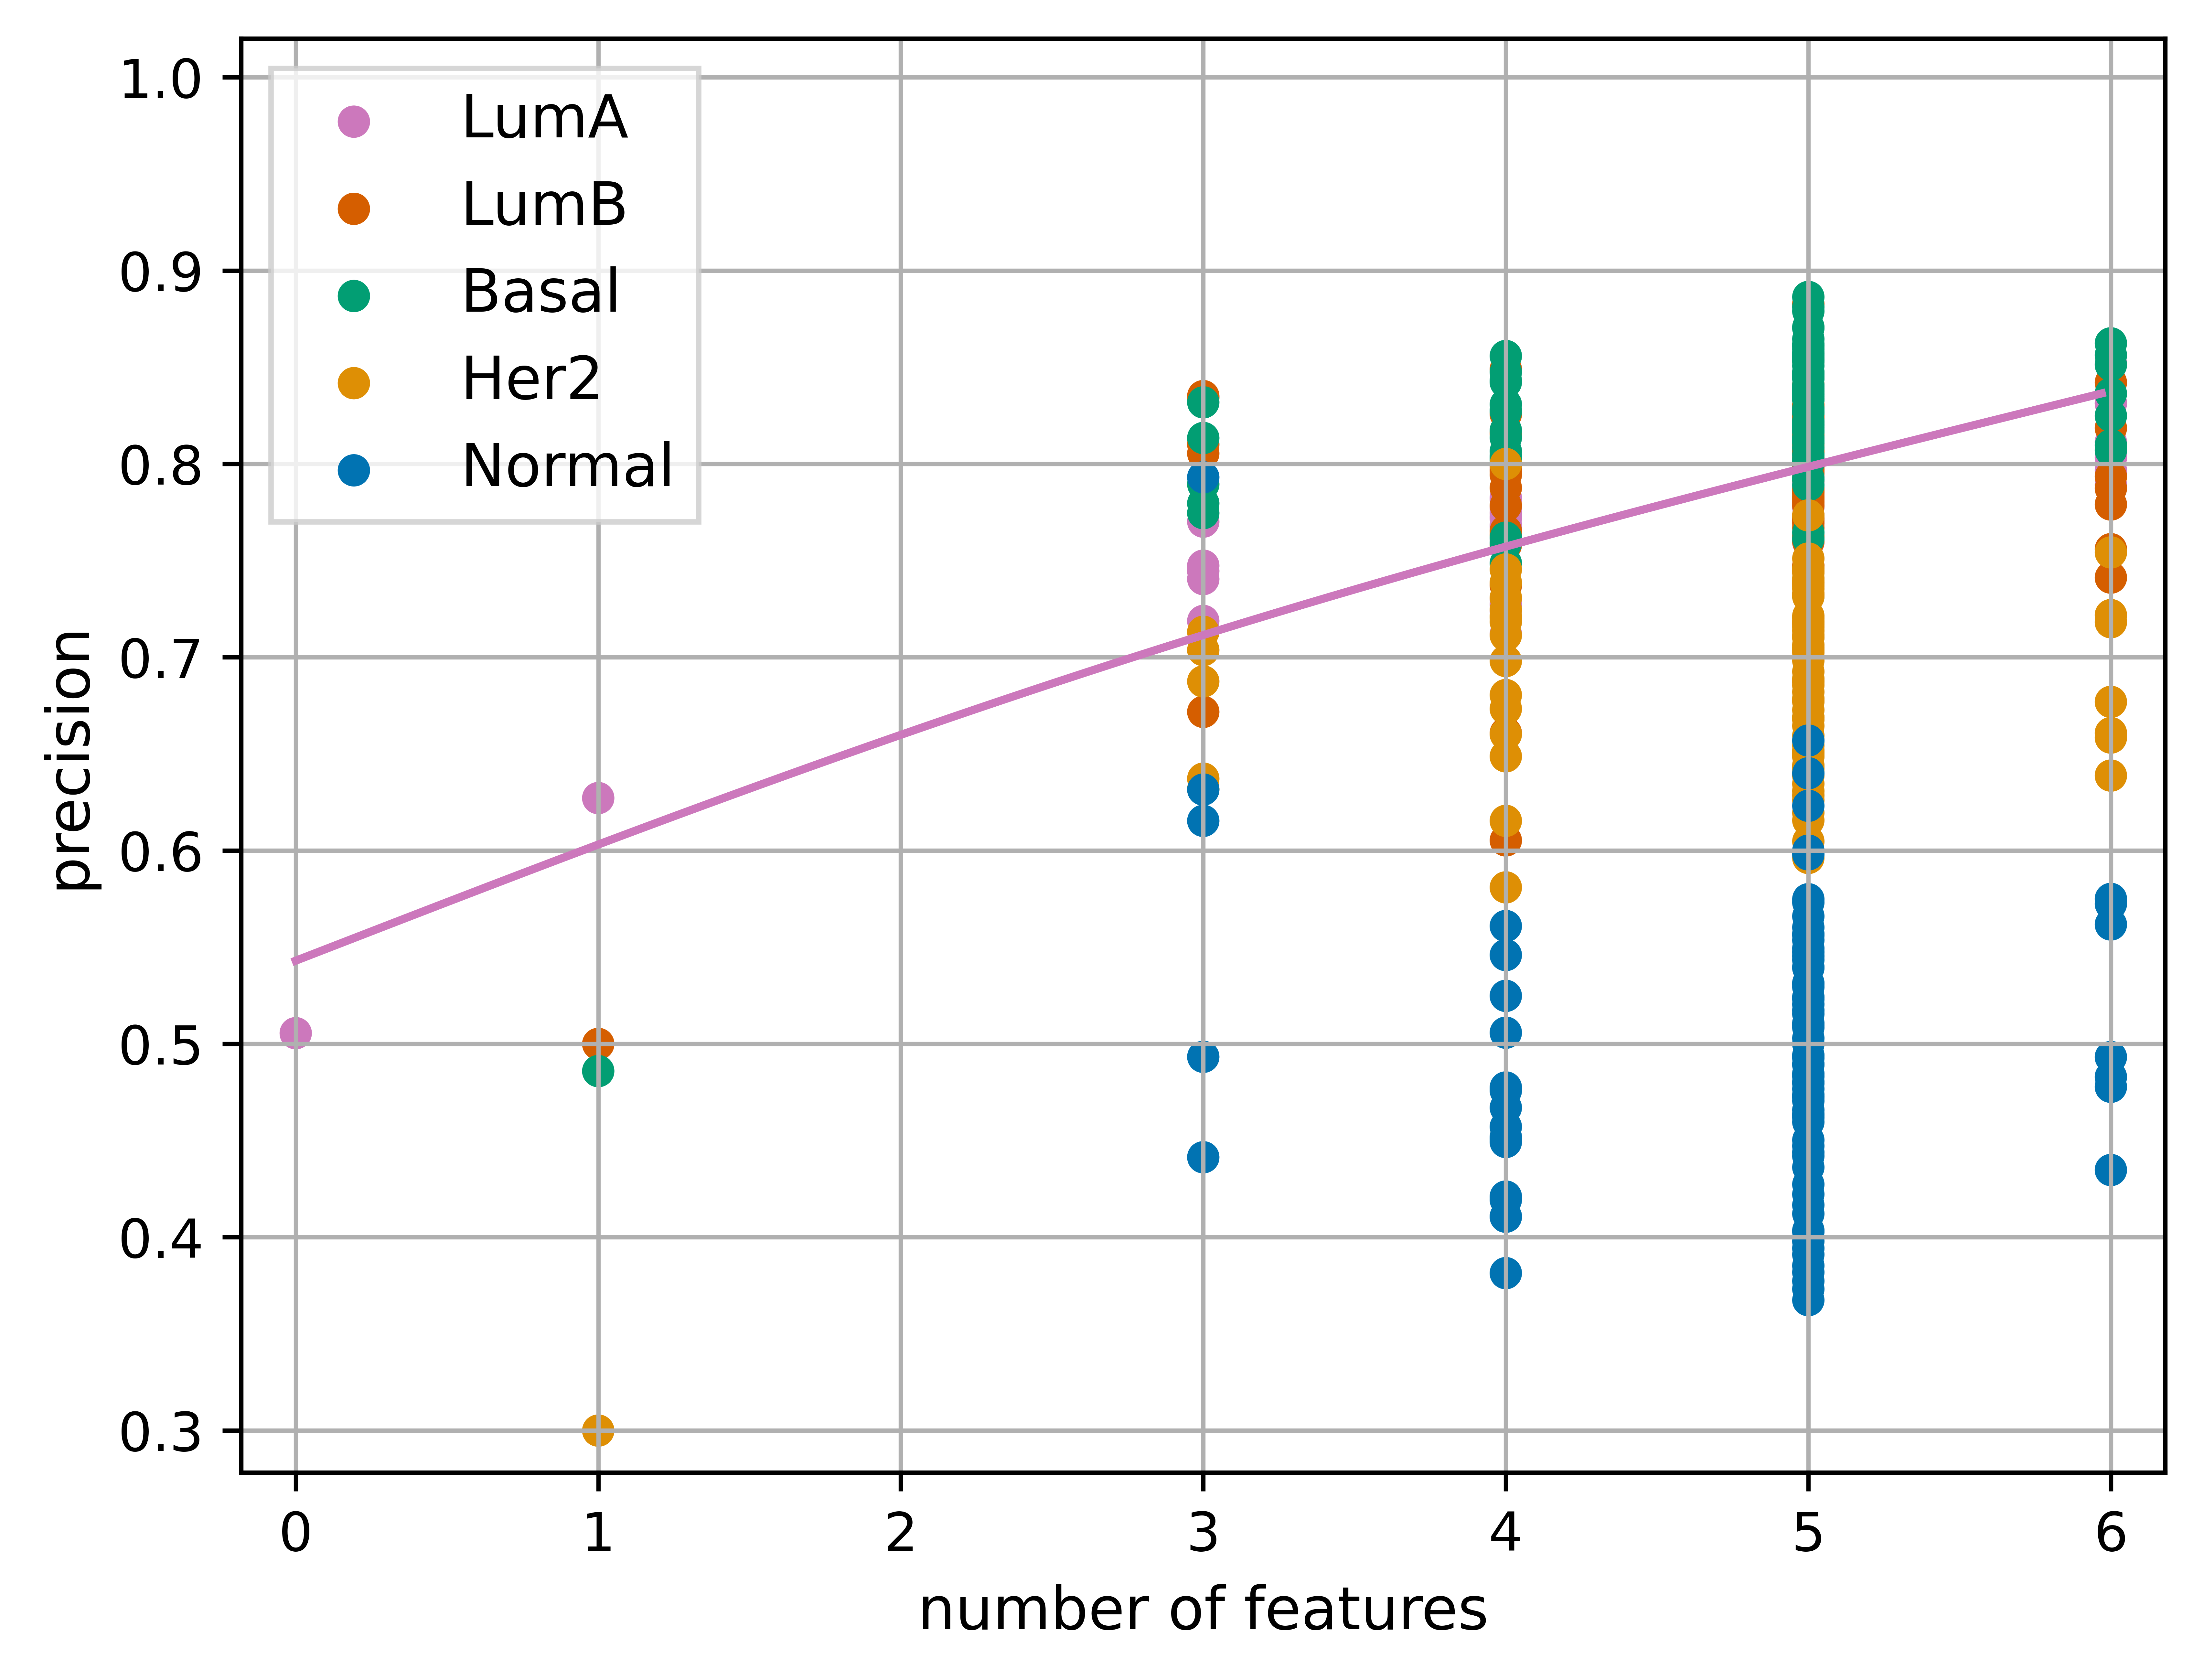 1.0
0.9
0.8
0.7
0.6
0.5
0.4
0.3
precision
LumA
LumB
Basal
Her2
Normal
0 1 2 3 4 5 6
number of features